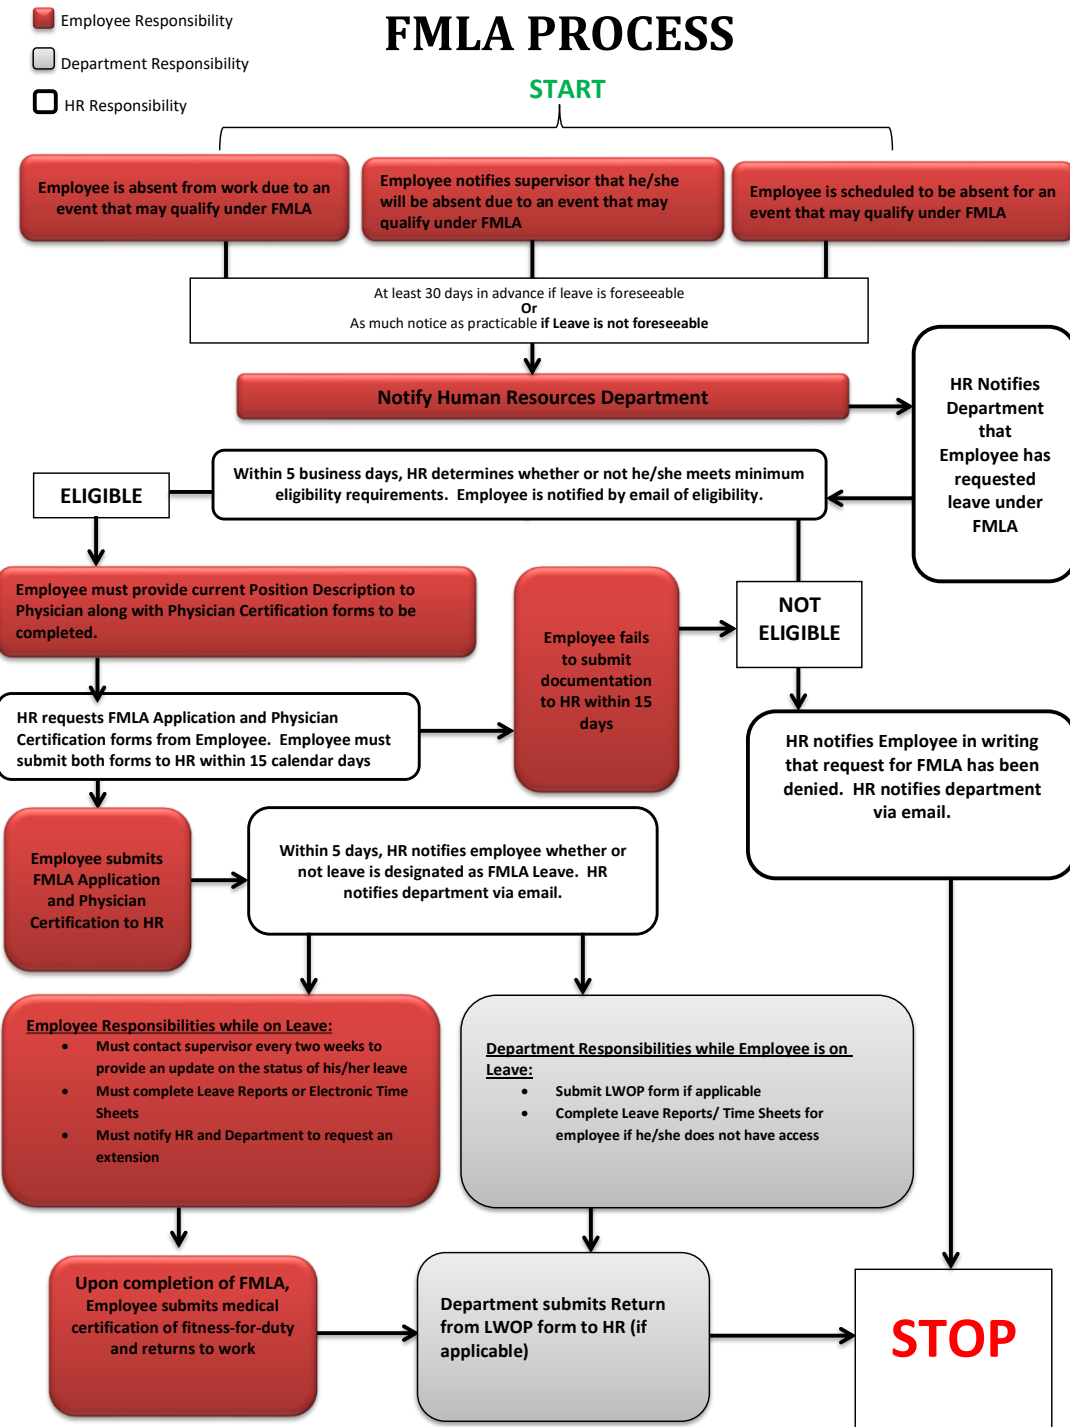 Employee Responsibility
FMLA PROCESS
Department Responsibility
START
HR Responsibility
Employee is absent from work due to an
event that may qualify under FMLA
Employee notifies supervisor that he/she
will be absent due to an event that may
qualify under FMLA
Employee is scheduled to be absent for an
event that may qualify under FMLA
At least 30 days in advance if leave is foreseeable
Or
As much notice as practicable if Leave is not foreseeable
Notify Human Resources Department
HR Notifies
Department
that
Employee has
requested
leave under
FMLA
Within 5 business days, HR determines whether or not he/she meets minimum
eligibility requirements.  Employee is notified by email of eligibility.
ELIGIBLE
Employee must provide current Position Description to
Physician along with Physician Certification forms to be
completed.
Employee fails
to submit
documentation
to HR within 15
days
NOT
ELIGIBLE
HR requests FMLA Application and Physician
Certification forms from Employee.  Employee must
submit both forms to HR within 15 calendar days
HR notifies Employee in writing
that request for FMLA has been
denied.  HR notifies department
via email.
Employee submits
FMLA Application
and Physician
Certification to HR
Within 5 days, HR notifies employee whether or
not leave is designated as FMLA Leave.  HR
notifies department via email.
Employee Responsibilities while on Leave:
• Must contact supervisor every two weeks to
provide an update on the status of his/her leave
• Must complete Leave Reports or Electronic Time
Sheets
• Must notify HR and Department to request an
extension
Department Responsibilities while Employee is on
Leave:
• Submit LWOP form if applicable
• Complete Leave Reports/ Time Sheets for
employee if he/she does not have access
Upon completion of FMLA,
Employee submits medical
certification of fitness-for-duty
and returns to work
Department submits Return
from LWOP form to HR (if
applicable)
STOP